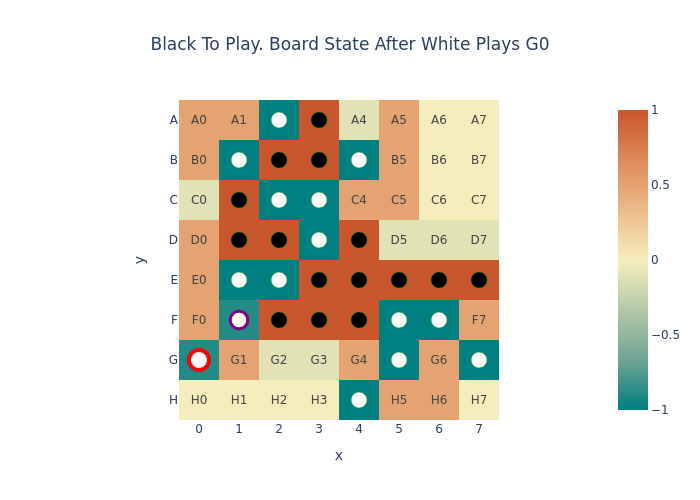 Black To Play. Board State After White Plays G0
A A0 A1 A4 A5 A6 A7
B B0 B5 B6 B7
C C0 C4 C5 C6 C7
D D0 D5 D6 D7
E E0
F F0 F7
G G1 G2 G3 G4 G6
H H0 H1 H2 H3 H5 H6 H7
0 1 2 3 4 5 6 7
x
y
1
0.5
0
−0.5
−1